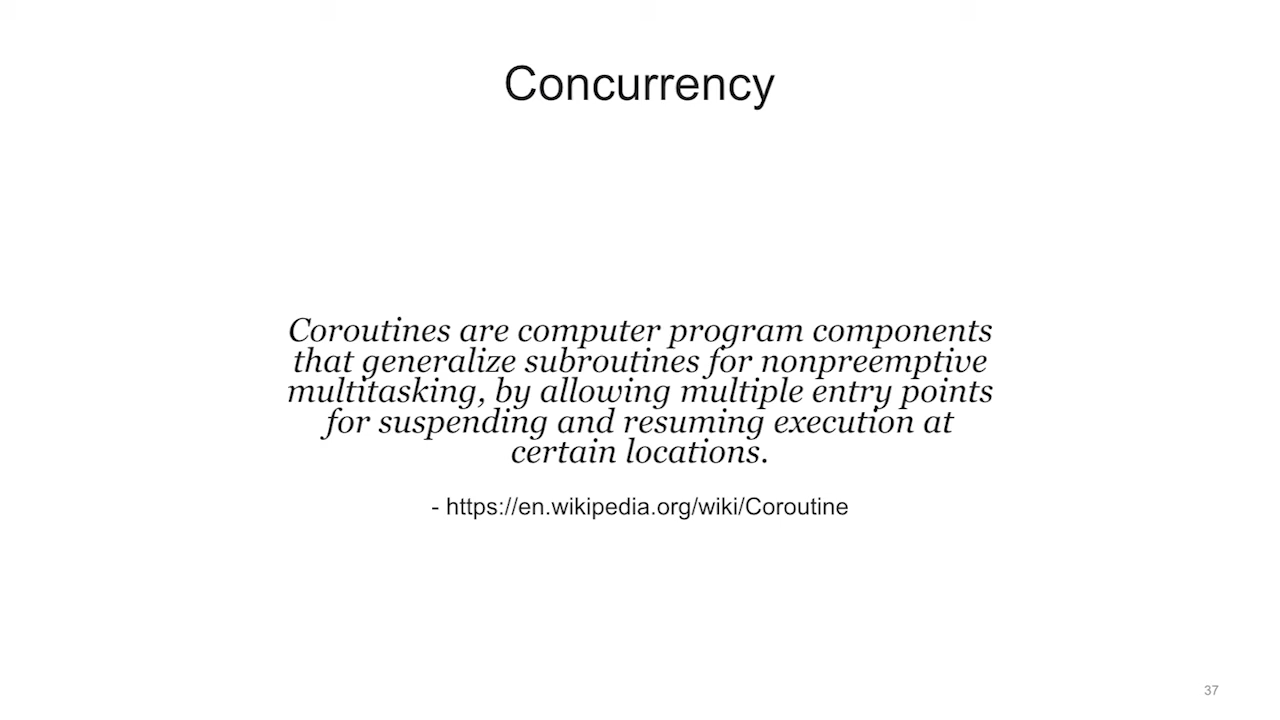 Concurrency
Coroutines are computer program components
that generalize subroutines for nonpreemptive
multitasking, by allowing multiple entry points
for suspending and resuming execution at
certain locations.
- https://en.wikipedia.org/wiki/Coroutine
37